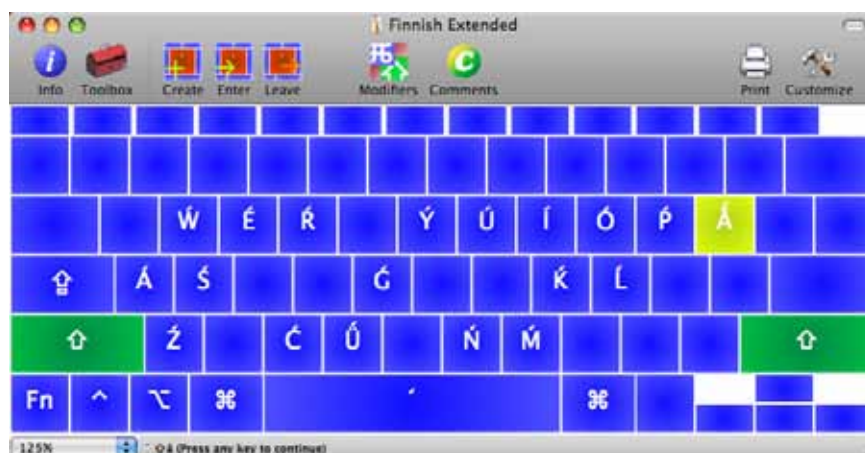 Finnish Extended
Info Toolbox Create Enter Leave Modifiers Comments Print Customize
Ẃ É Ŕ Ý Ú Í Ó Ṕ Ǻ
Á Ś Ǵ Ḱ Ĺ
Ź Ć Ń Ḿ
Fn ^ ⌥ ⌘ ´ ⌘
125% (Press any key to continue)